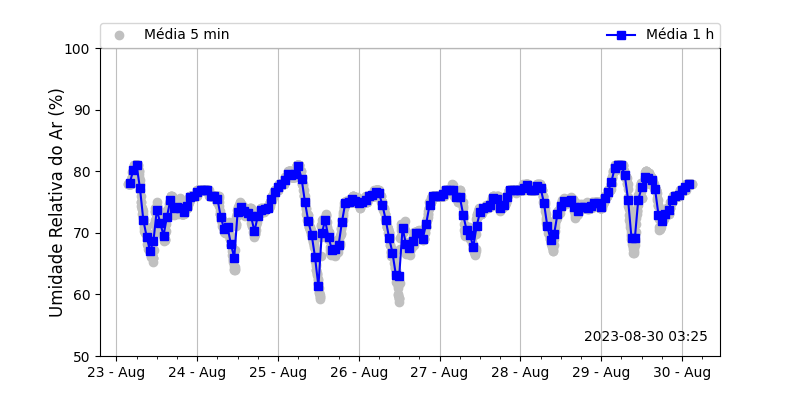 Média 5 min
Média 1 h
Umidade Relativa do Ar (%)
100
90
80
70
60
50
2023-08-30 03:25
23 - Aug
24 - Aug
25 - Aug
26 - Aug
27 - Aug
28 - Aug
29 - Aug
30 - Aug